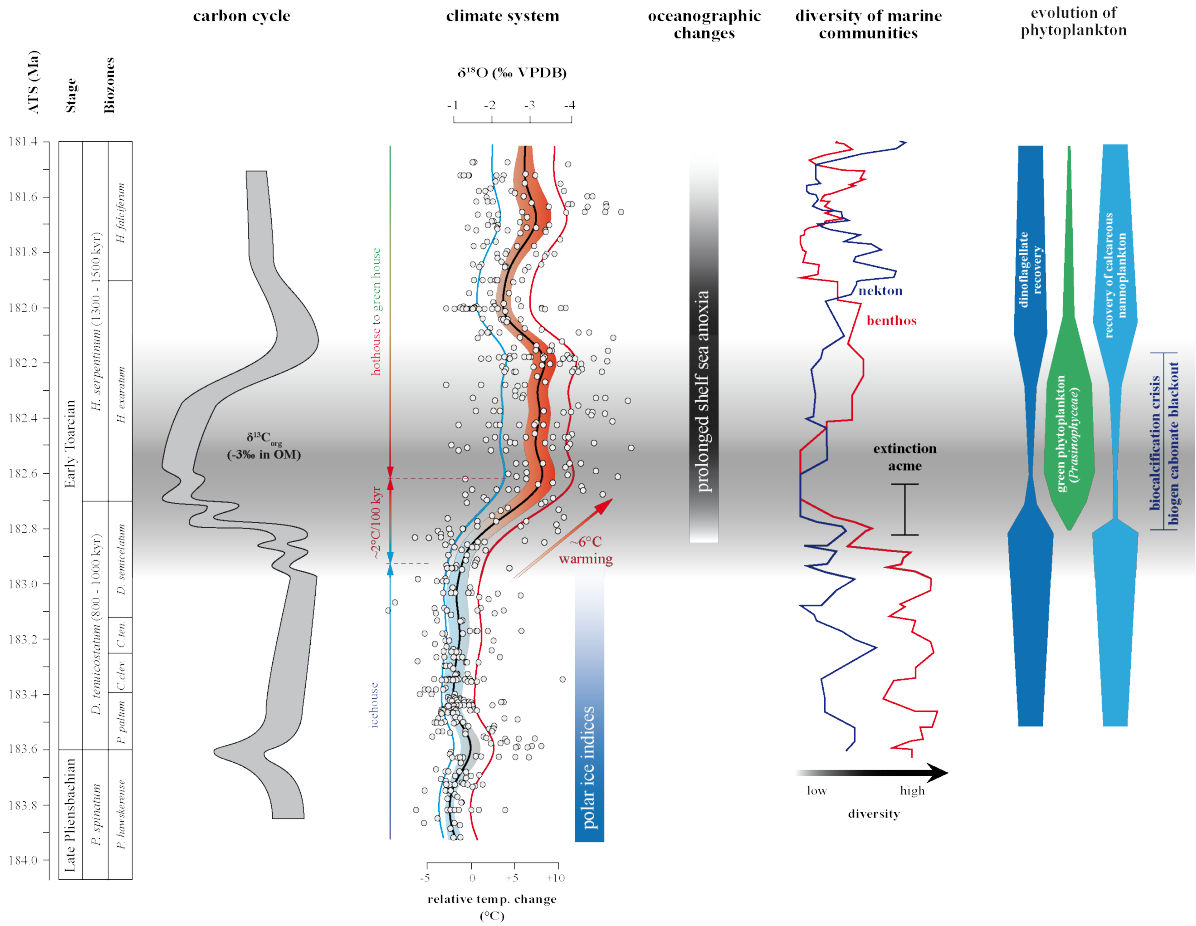 carbon cycle
climate system
oceanographic
changes
diversity of marine
communities
evolution of
phytoplankton
ATS (Ma)
Stage
Biozones
δ¹⁸O (‰ VPDB)
-1
-2
-3
-4
181.4
181.6
181.8
182.0
182.2
182.4
182.6
182.8
183.0
183.2
183.4
183.6
183.8
184.0
Early Toarcian
Late Pliensbachian
H. serpentinum (1300 - 1500 kyr)
D. tenuicostatum (800 - 1000 kyr)
P. spinatum
H. falciferum
H. exaratum
D. semicelatum
C. ten.
C. clev.
P. paltum
P. hawskerense
δ¹³Corg
(-3‰ in OM)
hothouse to green house
~2°C/100 kyr
icehouse
~6°C
warming
polar ice indices
prolonged shelf sea anoxia
nekton
benthos
extinction
acme
low
high
diversity
dinoflagellate
recovery
green phytoplankton
(Prasinophyceae)
recovery of calcareous
nannoplankton
biocalcification crisis
biogen cabonate blackout
-5
0
+5
+10
relative temp. change
(°C)